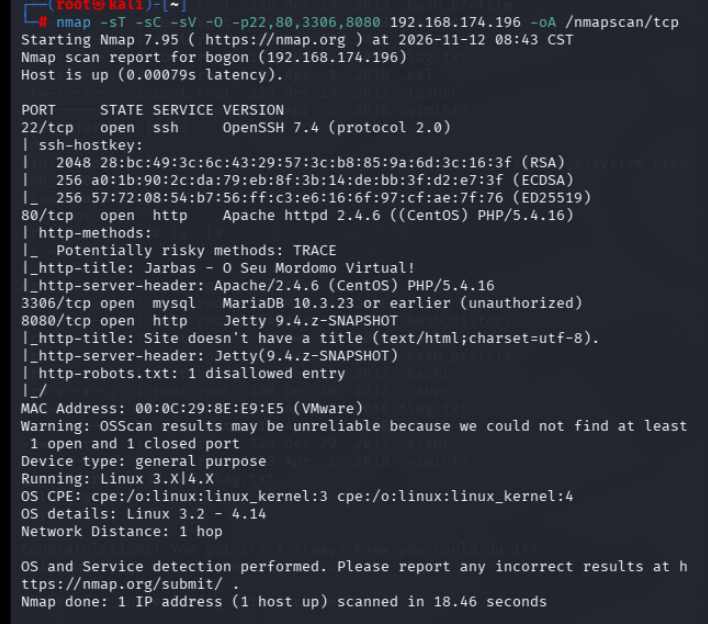 ┌──(root㉿kali)-[~]
└─# nmap -sT -sC -sV -O -p22,80,3306,8080 192.168.174.196 -oA /nmapscan/tcp
Starting Nmap 7.95 ( https://nmap.org ) at 2026-11-12 08:43 CST
Nmap scan report for bogon (192.168.174.196)
Host is up (0.00079s latency).

PORT     STATE SERVICE VERSION
22/tcp   open  ssh     OpenSSH 7.4 (protocol 2.0)
| ssh-hostkey:
|   2048 28:bc:49:3c:6c:43:29:57:3c:b8:85:9a:6d:3c:16:3f (RSA)
|   256 a0:1b:90:2c:da:79:eb:8f:3b:14:de:bb:3f:d2:e7:3f (ECDSA)
|_  256 57:72:08:54:b7:56:ff:c3:e6:16:6f:97:cf:ae:7f:76 (ED25519)
80/tcp   open  http    Apache httpd 2.4.6 ((CentOS) PHP/5.4.16)
| http-methods:
|_  Potentially risky methods: TRACE
|_http-title: Jarbas - O Seu Mordomo Virtual!
|_http-server-header: Apache/2.4.6 (CentOS) PHP/5.4.16
3306/tcp open  mysql   MariaDB 10.3.23 or earlier (unauthorized)
8080/tcp open  http    Jetty 9.4.z-SNAPSHOT
|_http-title: Site doesn't have a title (text/html;charset=utf-8).
|_http-server-header: Jetty(9.4.z-SNAPSHOT)
| http-robots.txt: 1 disallowed entry
|_/
MAC Address: 00:0C:29:8E:E9:E5 (VMware)
Warning: OSScan results may be unreliable because we could not find at least
 1 open and 1 closed port
Device type: general purpose
Running: Linux 3.X|4.X
OS CPE: cpe:/o:linux:linux_kernel:3 cpe:/o:linux:linux_kernel:4
OS details: Linux 3.2 - 4.14
Network Distance: 1 hop

OS and Service detection performed. Please report any incorrect results at h
ttps://nmap.org/submit/ .
Nmap done: 1 IP address (1 host up) scanned in 18.46 seconds